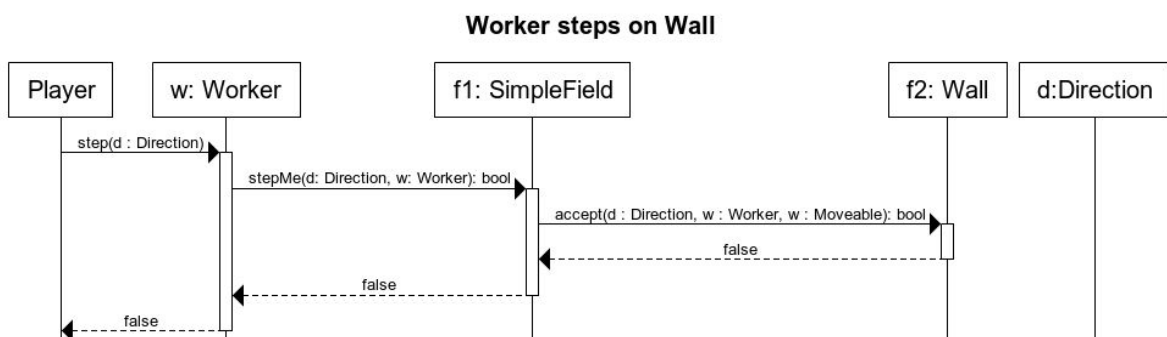 Worker steps on Wall
Player
w: Worker
f1: SimpleField
f2: Wall
d:Direction
step(d : Direction)
stepMe(d: Direction, w: Worker): bool
accept(d : Direction, w : Worker, w : Moveable): bool
false
false
false